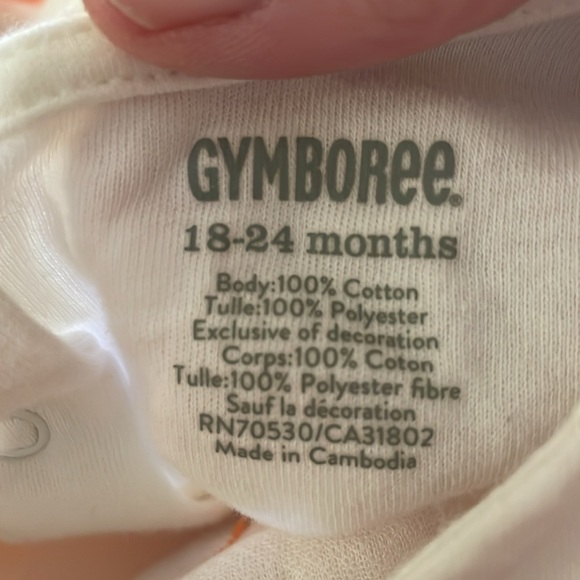 GYMBOREE®
18-24 months
Body:100% Cotton
Tulle:100% Polyester
Exclusive of decoration
Corps:100% Coton
Tulle:100% Polyester fibre
Sauf la décoration
RN70530/CA31802
Made in Cambodia